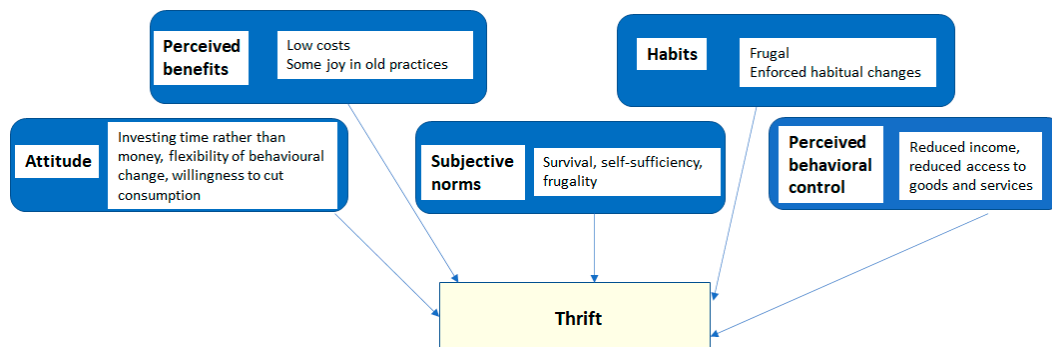 Perceived
benefits
Low costs
Some joy in old practices
Habits
Frugal
Enforced habitual changes
Attitude
Investing time rather than
money, flexibility of behavioural
change, willingness to cut
consumption
Subjective
norms
Survival, self-sufficiency,
frugality
Perceived
behavioral
control
Reduced income,
reduced access to
goods and services
Thrift